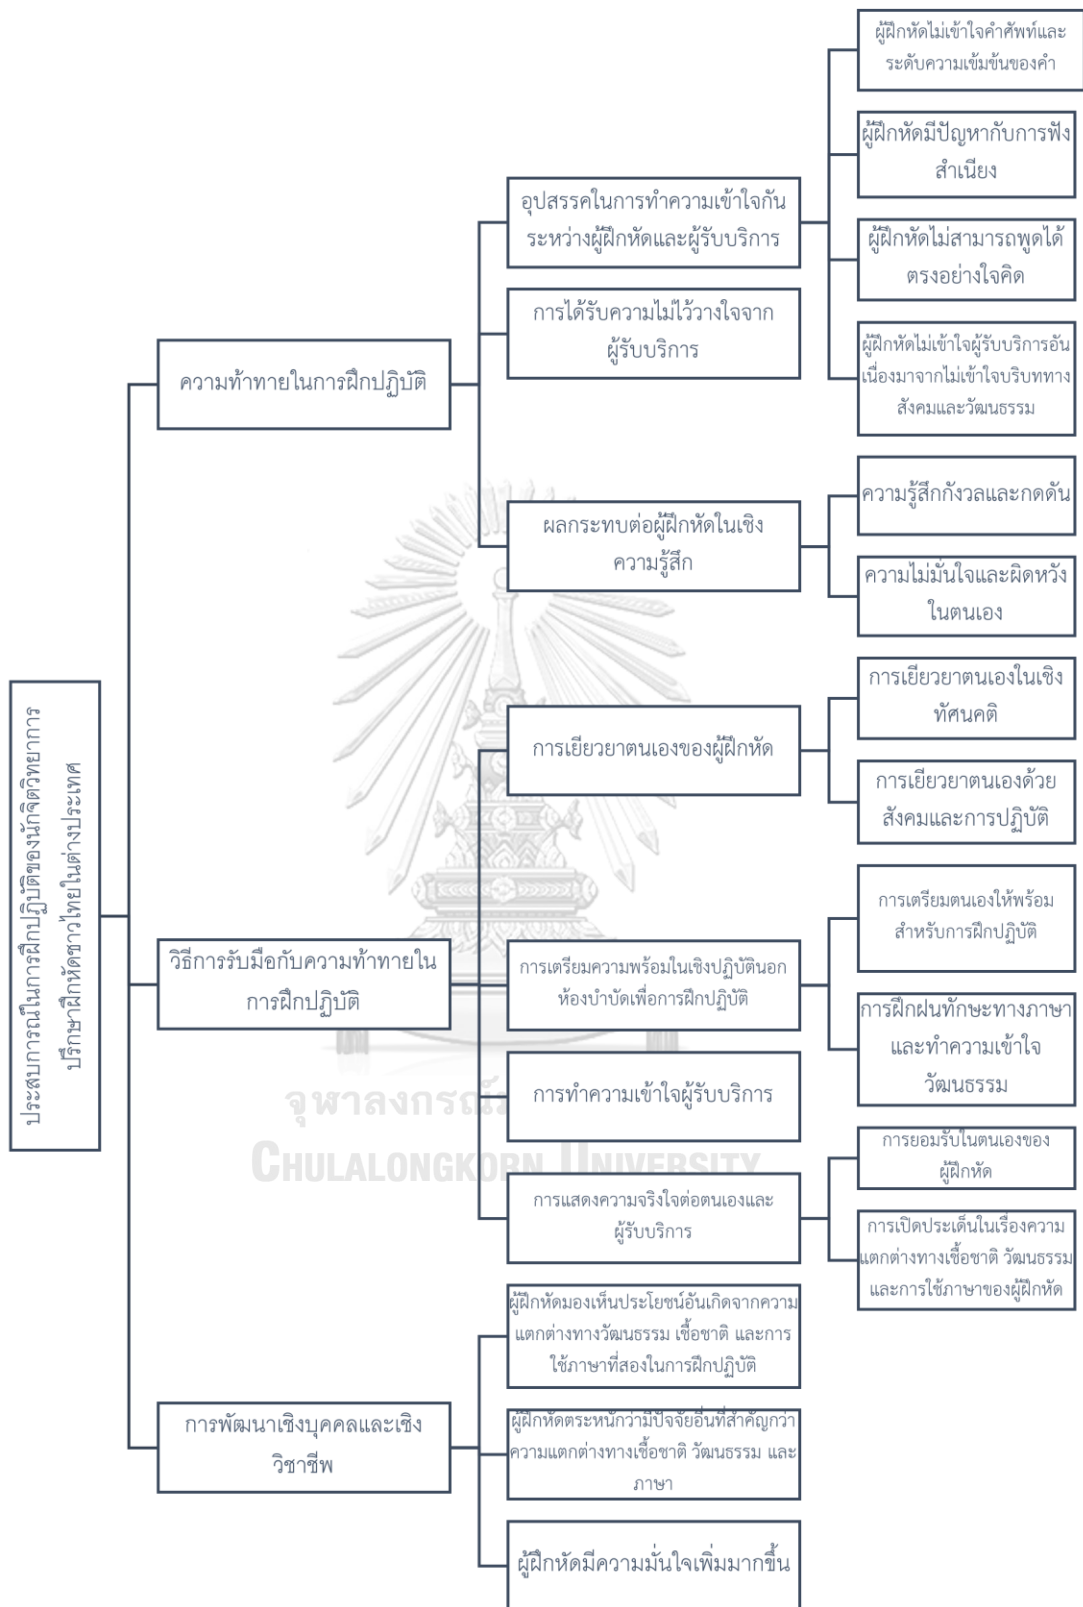 ประสบการณ์ในการฝึกปฏิบัติของนักจิตวิทยาการ
ปรึกษาฝึกหัดชาวไทยในต่างประเทศ
ความท้าทายในการฝึกปฏิบัติ
อุปสรรคในการทำความเข้าใจกัน
ระหว่างผู้ฝึกหัดและผู้รับบริการ
ผู้ฝึกหัดไม่เข้าใจคำศัพท์และ
ระดับความเข้มข้นของคำ
ผู้ฝึกหัดมีปัญหากับการฟัง
สำเนียง
ผู้ฝึกหัดไม่สามารถพูดได้
ตรงอย่างใจคิด
ผู้ฝึกหัดไม่เข้าใจผู้รับบริการอัน
เนื่องมาจากไม่เข้าใจบริบททาง
สังคมและวัฒนธรรม
การได้รับความไม่ไว้วางใจจาก
ผู้รับบริการ
ผลกระทบต่อผู้ฝึกหัดในเชิง
ความรู้สึก
ความรู้สึกกังวลและกดดัน
ความไม่มั่นใจและผิดหวัง
ในตนเอง
วิธีการรับมือกับความท้าทายใน
การฝึกปฏิบัติ
การเยียวยาตนเองของผู้ฝึกหัด
การเยียวยาตนเองในเชิง
ทัศนคติ
การเยียวยาตนเองด้วย
สังคมและการปฏิบัติ
การเตรียมความพร้อมในเชิงปฏิบัตินอก
ห้องบำบัดเพื่อการฝึกปฏิบัติ
การเตรียมตนเองให้พร้อม
สำหรับการฝึกปฏิบัติ
การฝึกฝนทักษะทางภาษา
และทำความเข้าใจ
วัฒนธรรม
การทำความเข้าใจผู้รับบริการ
การแสดงความจริงใจต่อตนเองและ
ผู้รับบริการ
การยอมรับในตนเองของ
ผู้ฝึกหัด
การเปิดประเด็นในเรื่องความ
แตกต่างทางเชื้อชาติ วัฒนธรรม
และการใช้ภาษาของผู้ฝึกหัด
การพัฒนาเชิงบุคคลและเชิง
วิชาชีพ
ผู้ฝึกหัดมองเห็นประโยชน์อันเกิดจากความ
แตกต่างทางวัฒนธรรม เชื้อชาติ และการ
ใช้ภาษาที่สองในการฝึกปฏิบัติ
ผู้ฝึกหัดตระหนักว่ามีปัจจัยอื่นที่สำคัญกว่า
ความแตกต่างทางเชื้อชาติ วัฒนธรรม และ
ภาษา
ผู้ฝึกหัดมีความมั่นใจเพิ่มมากขึ้น
จุฬาลงกรณ์
CHULALONGKORN UNIVERSITY